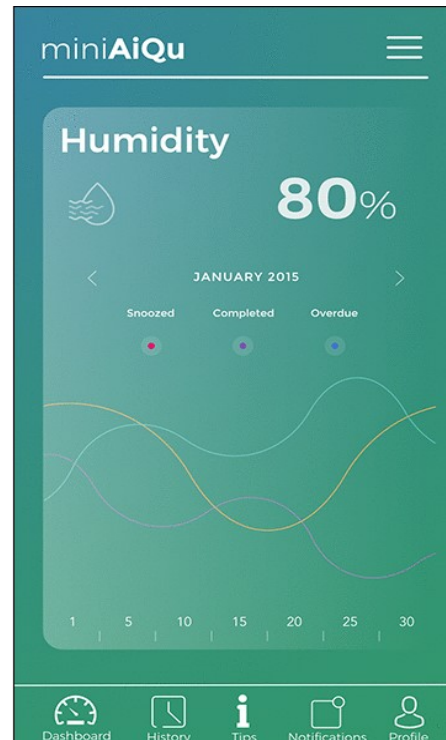 miniAiQu
Humidity
80%
JANUARY 2015
Snoozed Completed Overdue
1 5 10 15 20 25 30
Dashboard History Tips Notifications Profile